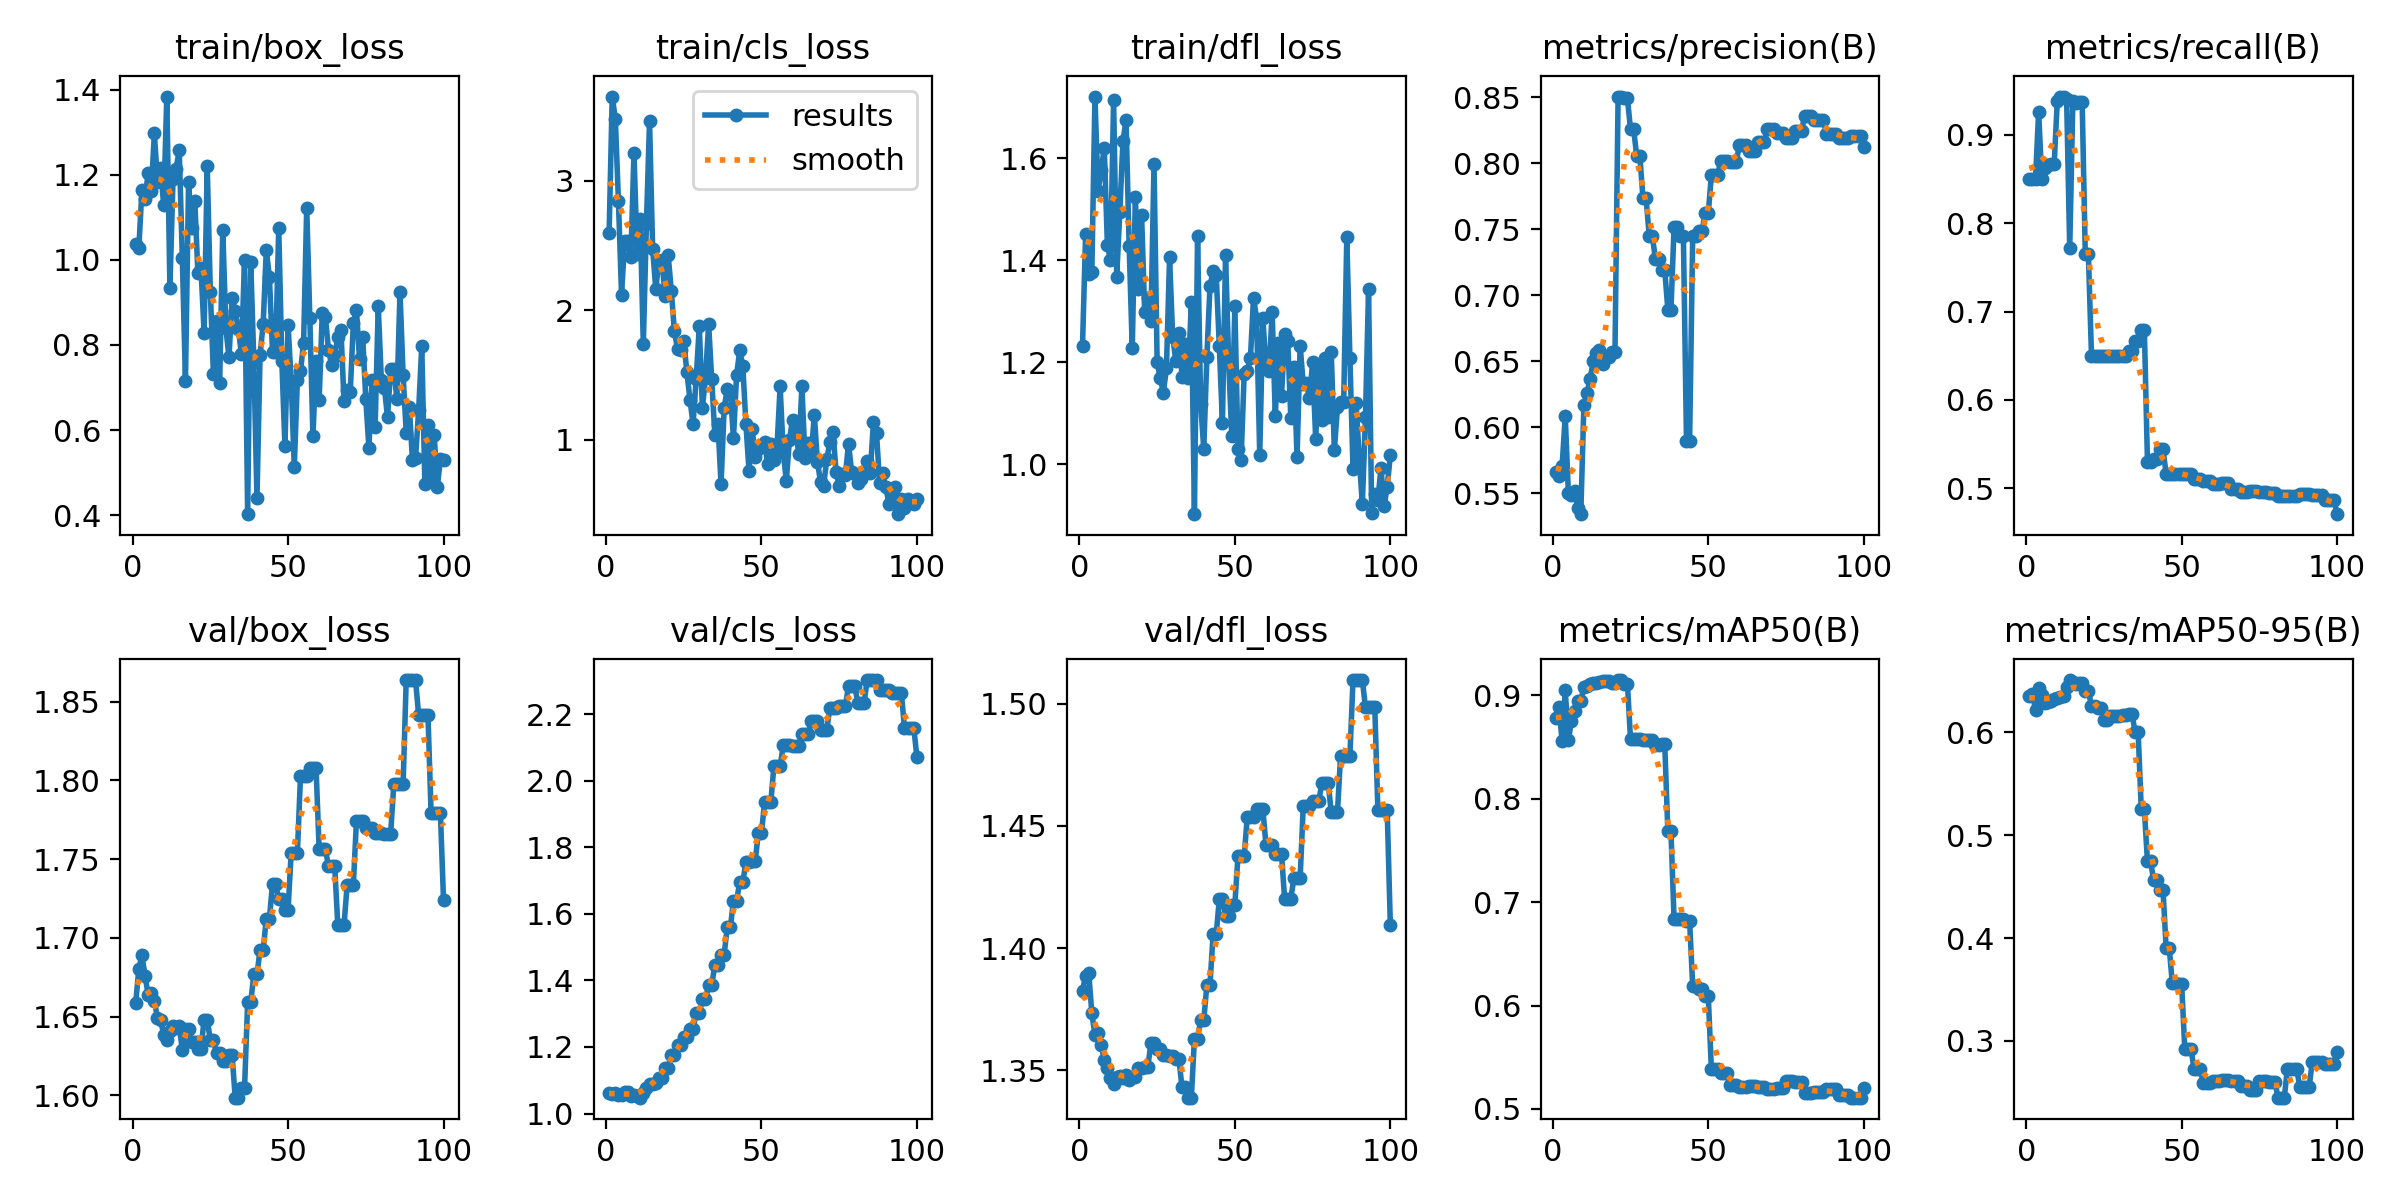 train/box_loss
1.4
1.2
1.0
0.8
0.6
0.4
0 50 100
train/cls_loss
results
smooth
3
2
1
0 50 100
train/dfl_loss
1.6
1.4
1.2
1.0
0 50 100
metrics/precision(B)
0.85
0.80
0.75
0.70
0.65
0.60
0.55
0 50 100
metrics/recall(B)
0.9
0.8
0.7
0.6
0.5
0 50 100
val/box_loss
1.85
1.80
1.75
1.70
1.65
1.60
0 50 100
val/cls_loss
2.2
2.0
1.8
1.6
1.4
1.2
1.0
0 50 100
val/dfl_loss
1.50
1.45
1.40
1.35
0 50 100
metrics/mAP50(B)
0.9
0.8
0.7
0.6
0.5
0 50 100
metrics/mAP50-95(B)
0.6
0.5
0.4
0.3
0 50 100